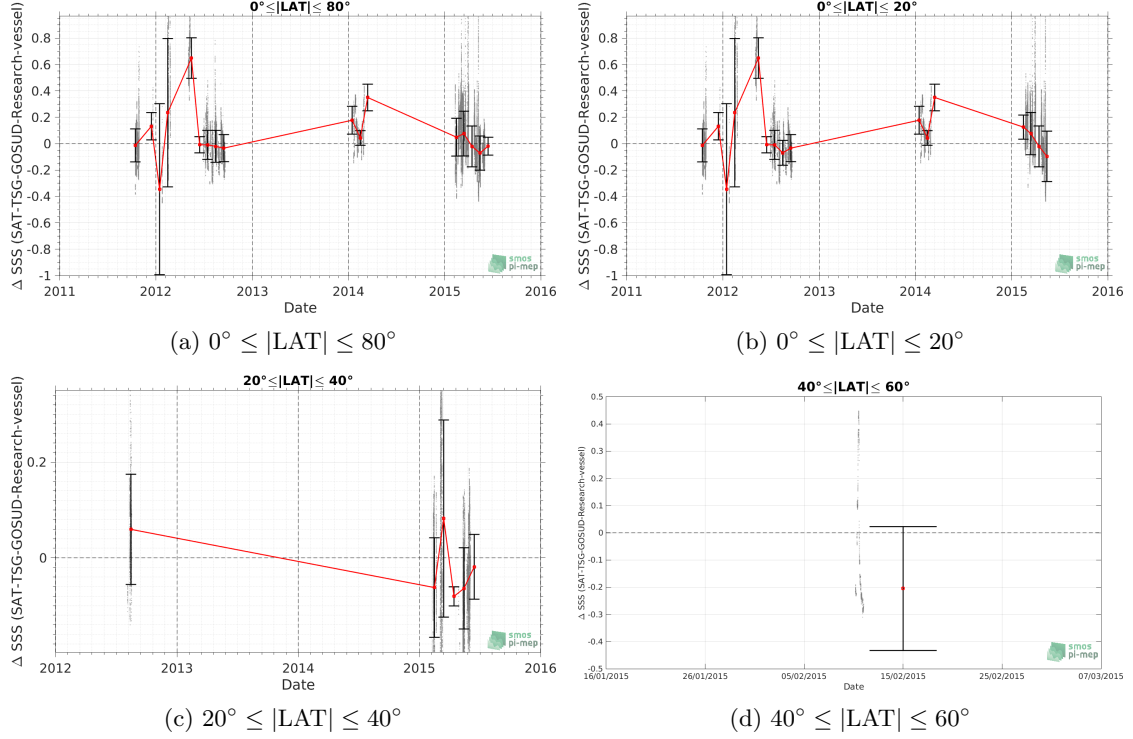 0°≤|LAT|≤ 80°
Δ SSS (SAT-TSG-GOSUD-Research-vessel)
0.8
0.6
0.4
0.2
0
-0.2
-0.4
-0.6
-0.8
-1
2011 2012 2013 2014 2015 2016
Date
smos
pi-mep
(a) 0° ≤ |LAT| ≤ 80°
0°≤|LAT|≤ 20°
Δ SSS (SAT-TSG-GOSUD-Research-vessel)
0.8
0.6
0.4
0.2
0
-0.2
-0.4
-0.6
-0.8
-1
2011 2012 2013 2014 2015 2016
Date
smos
pi-mep
(b) 0° ≤ |LAT| ≤ 20°
20°≤|LAT|≤ 40°
Δ SSS (SAT-TSG-GOSUD-Research-vessel)
0.2
0
2012 2013 2014 2015 2016
Date
smos
pi-mep
(c) 20° ≤ |LAT| ≤ 40°
40°≤|LAT|≤ 60°
Δ SSS (SAT-TSG-GOSUD-Research-vessel)
0.5
0.4
0.3
0.2
0.1
0
-0.1
-0.2
-0.3
-0.4
-0.5
16/01/2015 26/01/2015 05/02/2015 15/02/2015 25/02/2015 07/03/2015
Date
smos
pi-mep
(d) 40° ≤ |LAT| ≤ 60°